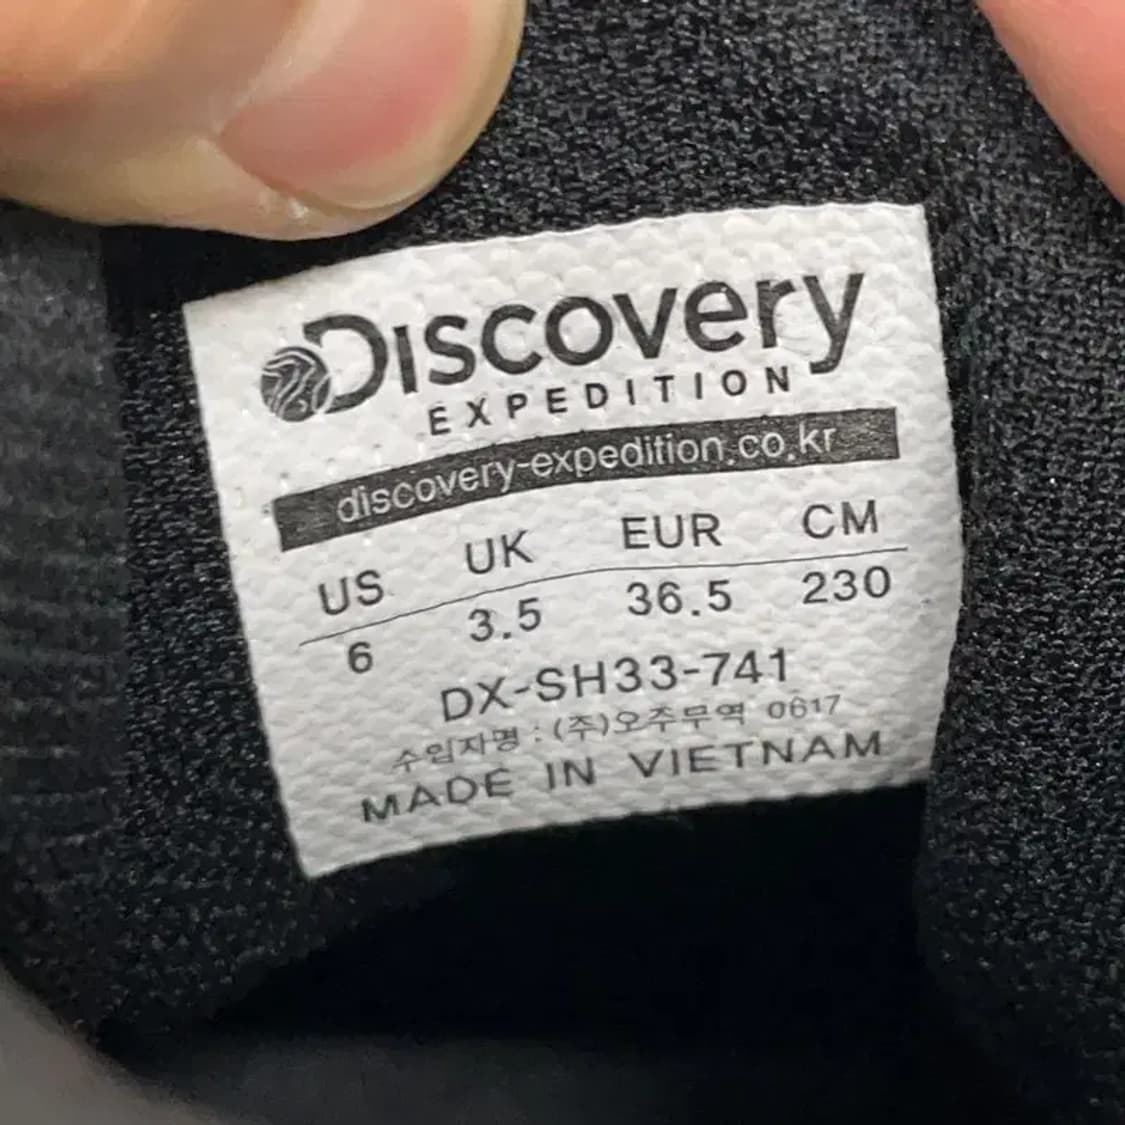 DISCOVERY
EXPEDITION
discovery-expedition.co.kr
US UK EUR CM
6 3.5 36.5 230
DX-SH33-741
수입자명 : (주)오주무역 0617
MADE IN VIETNAM